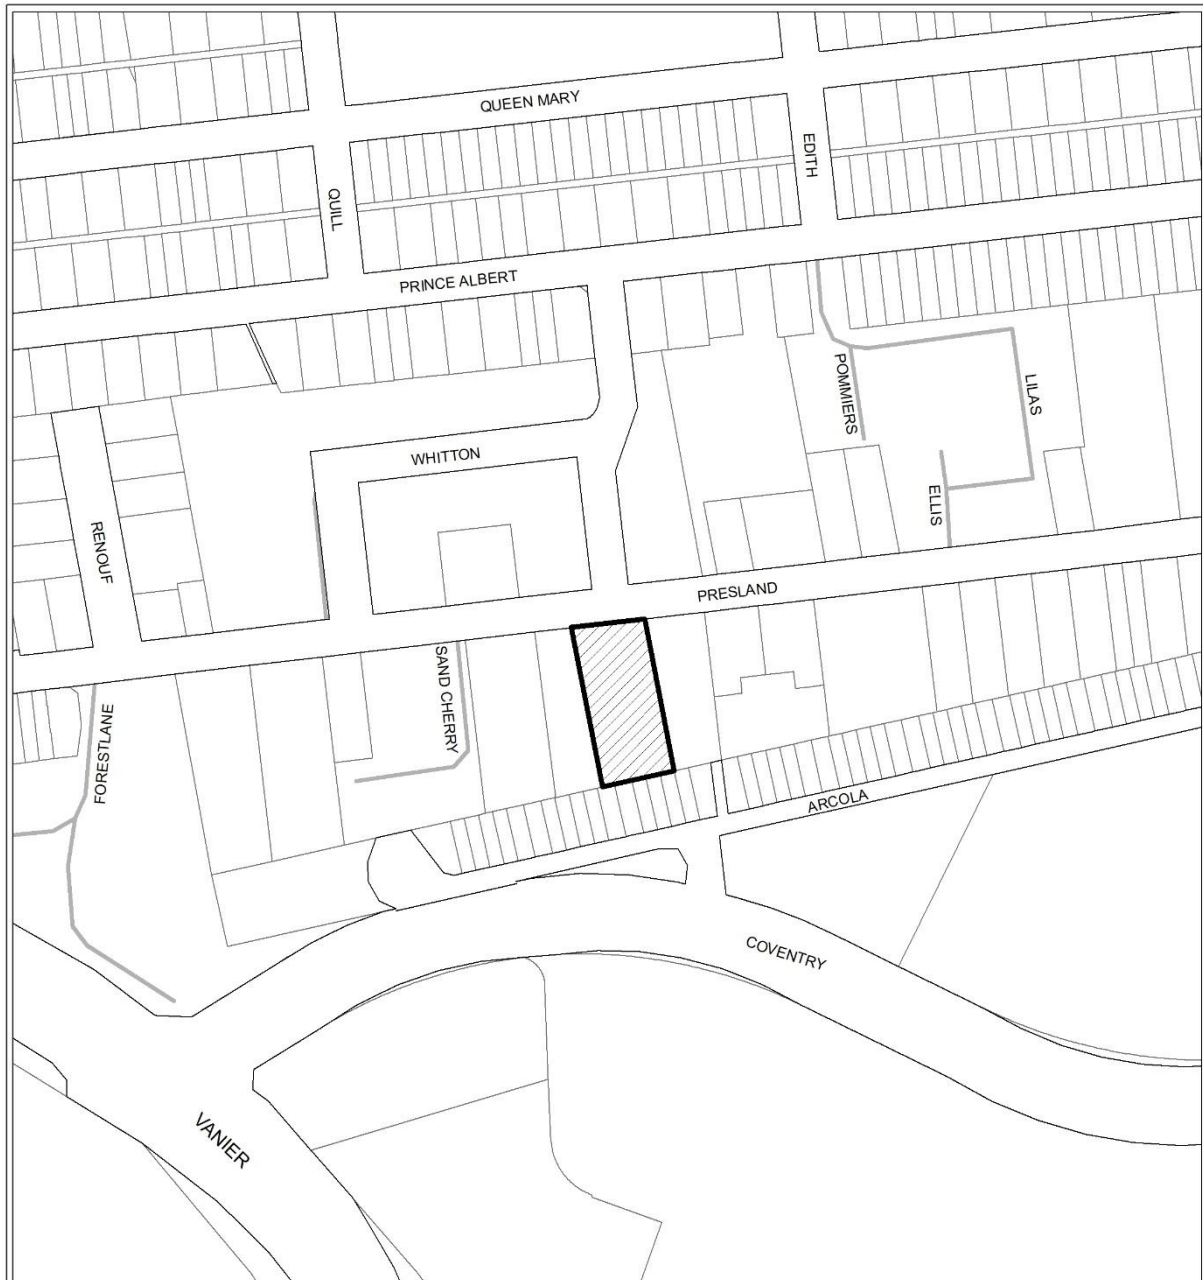 QUEEN MARY
EDITH
QUILL
PRINCE ALBERT
POMMIERS
LILAS
WHITTON
ELLIS
RENOUF
PRESLAND
SAND CHERRY
FORESTLANE
ARCOLA
COVENTRY
VANIER